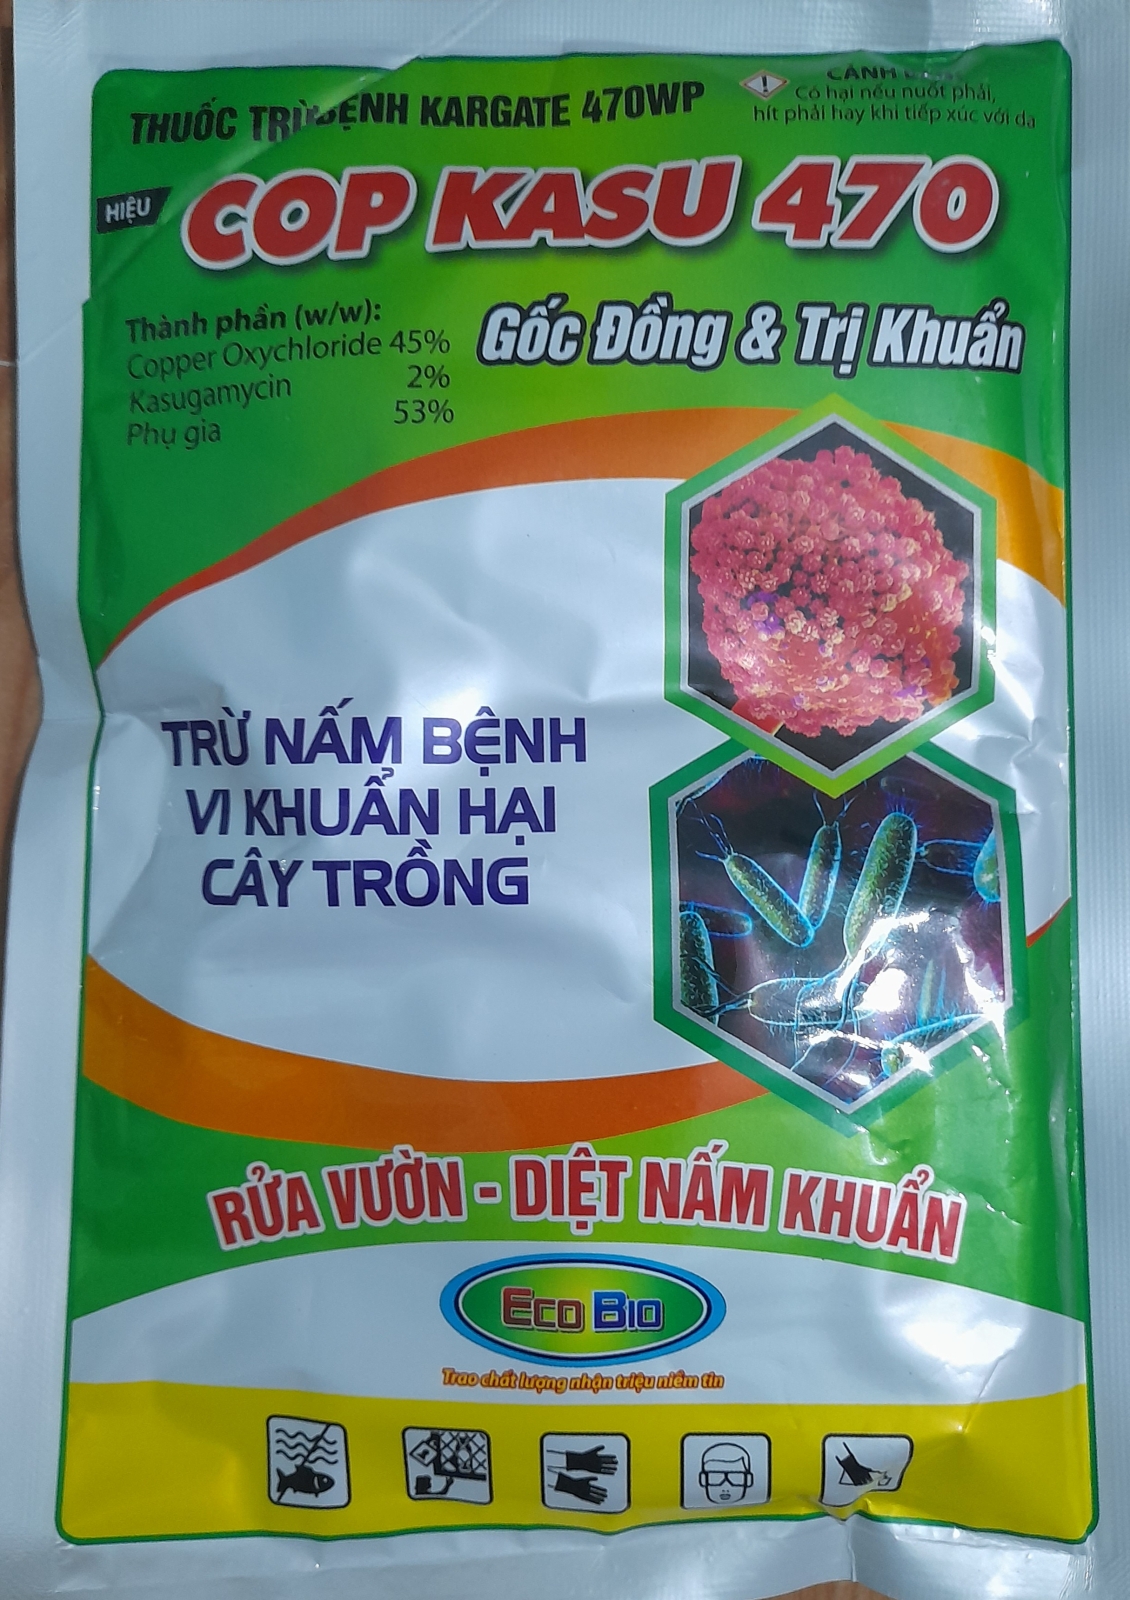 THUỐC TRỪ BỆNH KARGATE 470WP
CẢNH
Có hại nếu nuốt phải,
hít phải hay khi tiếp xúc với da
HIỆU
COP KASU 470
Thành phần (w/w):
Copper Oxychloride 45%
Kasugamycin 2%
Phụ gia 53%
Gốc Đồng & Trị Khuẩn
TRỪ NẤM BỆNH
VI KHUẨN HẠI
CÂY TRỒNG
RỬA VƯỜN - DIỆT NẤM KHUẨN
ECO BIO
Trao chất lượng nhận triệu niềm tin